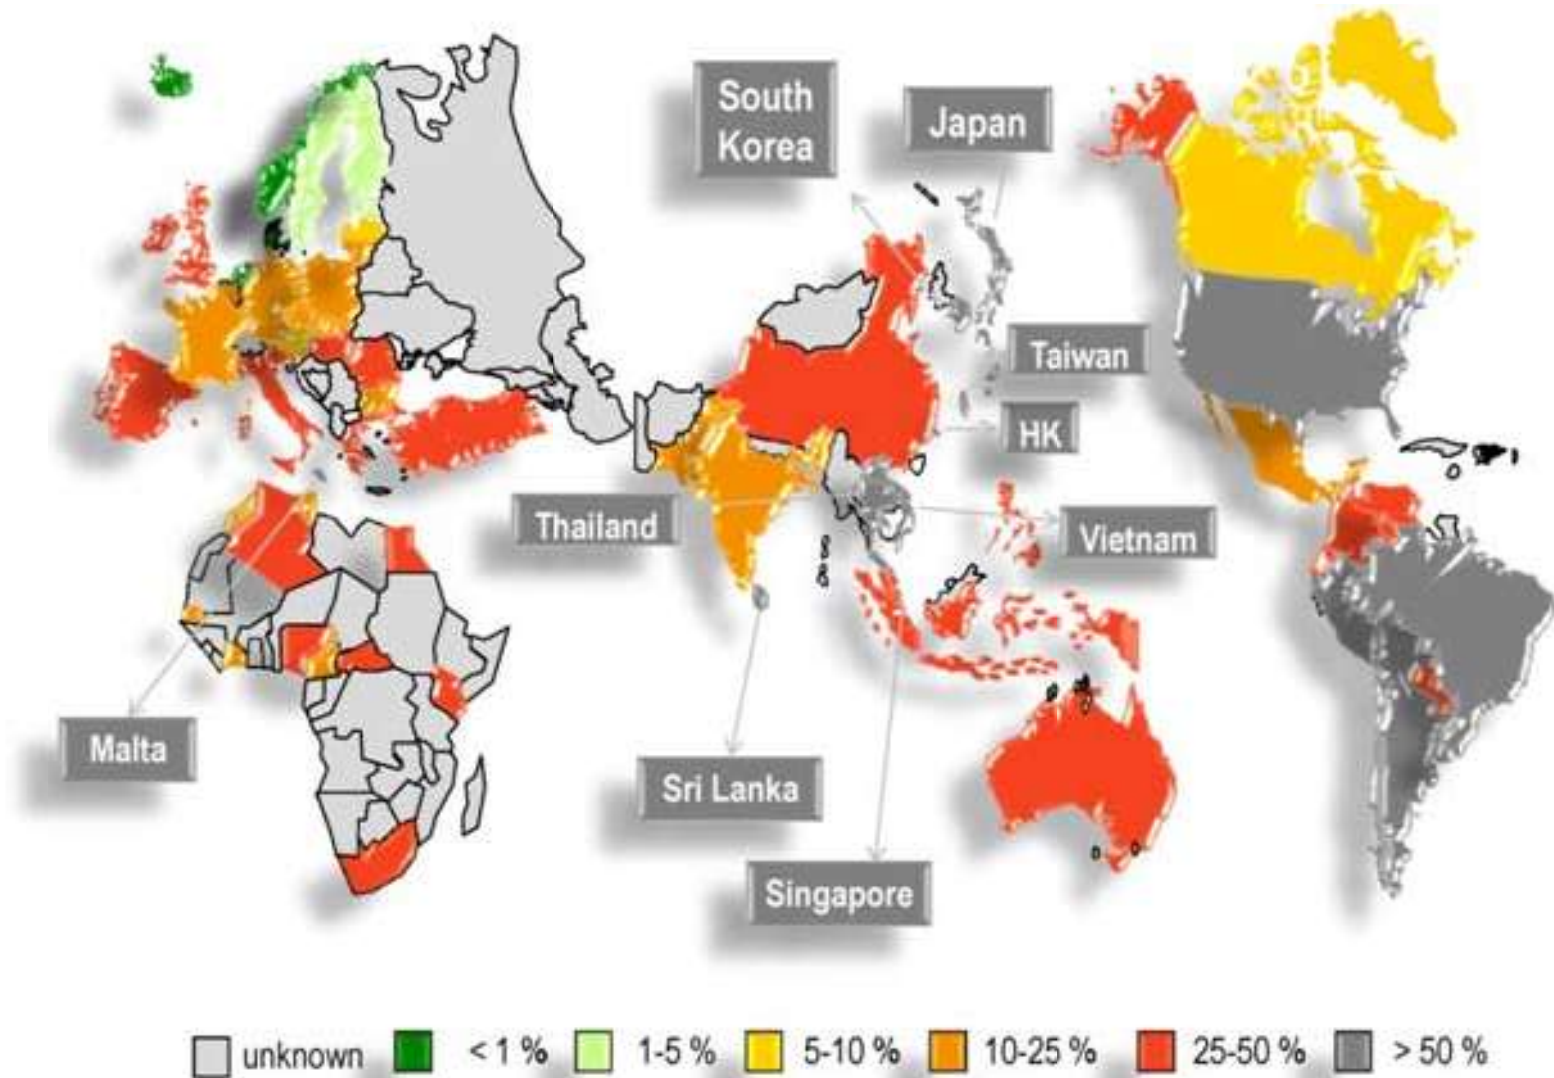 South
Korea
Japan
Taiwan
HK
Thailand
Vietnam
Malta
Sri Lanka
Singapore
unknown
< 1 %
1-5 %
5-10 %
10-25 %
25-50 %
> 50 %